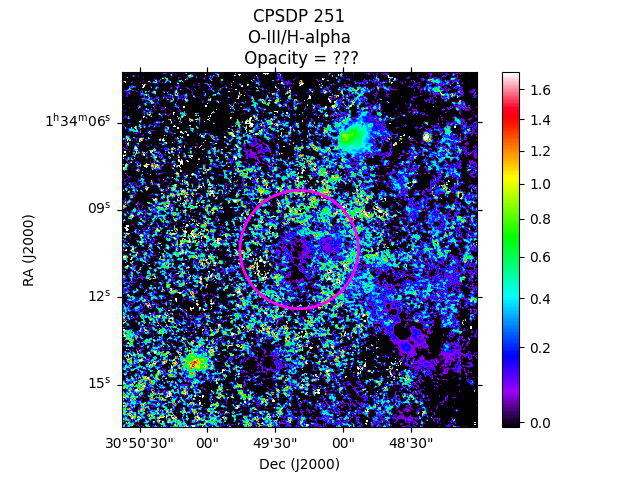 CPSDP 251
O-III/H-alpha
Opacity = ???
1ʰ34ᵐ06ˢ
09ˢ
12ˢ
15ˢ
RA (J2000)
30°50'30" 00" 49'30" 00" 48'30"
Dec (J2000)
1.6
1.4
1.2
1.0
0.8
0.6
0.4
0.2
0.0